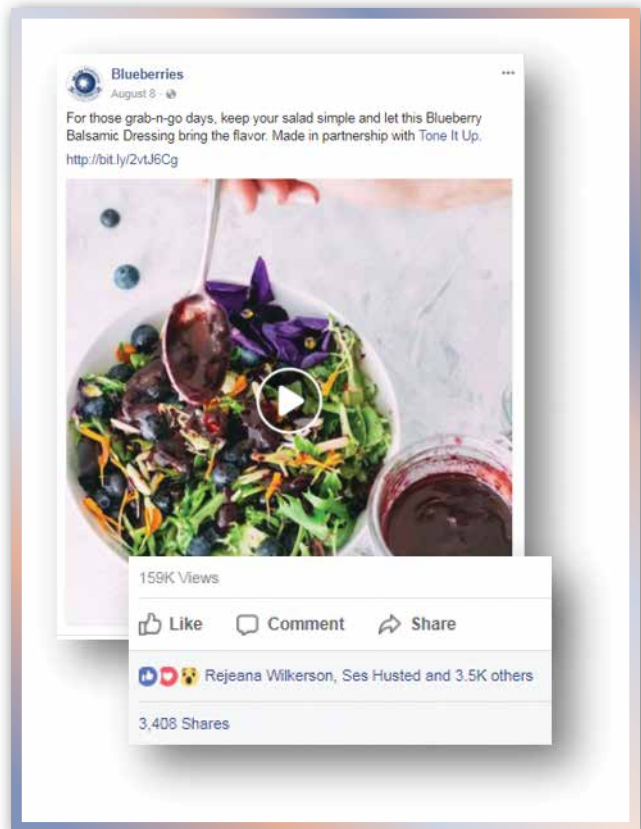 Blueberries
August 8 ·
For those grab-n-go days, keep your salad simple and let this Blueberry
Balsamic Dressing bring the flavor. Made in partnership with Tone It Up.
http://bit.ly/2vtJ6Cg
159K Views
Like Comment Share
Rejeana Wilkerson, Ses Husted and 3.5K others
3,408 Shares